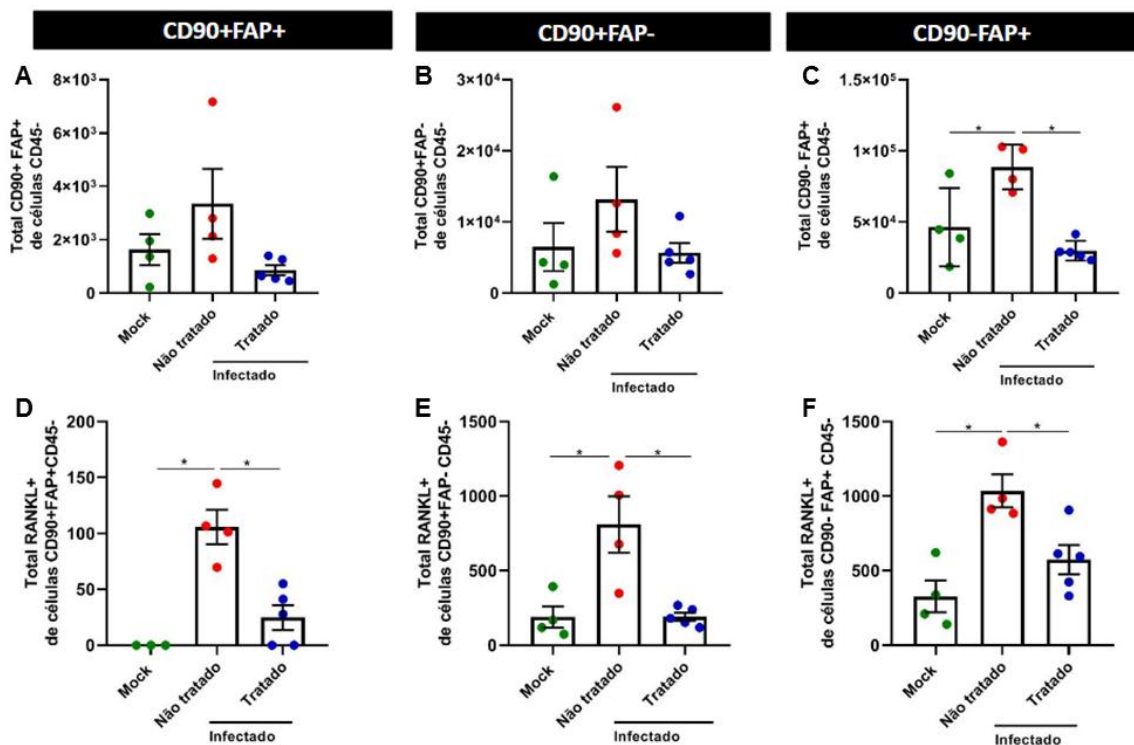 CD90+FAP+
CD90+FAP-
CD90-FAP+
A
Total CD90+ FAP+
de células CD45-
8×10³
6×10³
4×10³
2×10³
0
Mock
Não tratado
Tratado
Infectado
B
Total CD90+FAP-
de células CD45-
3×10⁴
2×10⁴
1×10⁴
0
Mock
Não tratado
Tratado
Infectado
C
Total CD90- FAP+
de células CD45-
1.5×10⁵
1×10⁵
5×10⁴
0
* *
Mock
Não tratado
Tratado
Infectado
D
Total RANKL+
de células CD90+FAP+CD45-
200
150
100
50
0
* *
Mock
Não tratado
Tratado
Infectado
E
Total RANKL+
de células CD90+FAP- CD45-
1500
1000
500
0
* *
Mock
Não tratado
Tratado
Infectado
F
Total RANKL+
de células CD90- FAP+ CD45-
1500
1000
500
0
* *
Mock
Não tratado
Tratado
Infectado